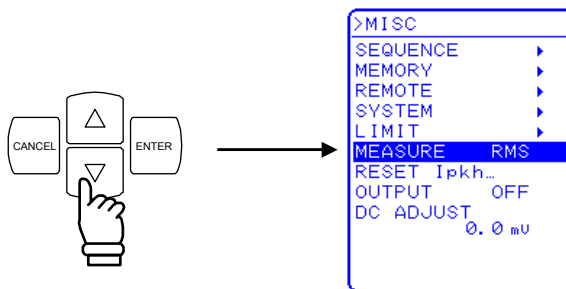 CANCEL
ENTER
>MISC
SEQUENCE
MEMORY
REMOTE
SYSTEM
LIMIT
MEASURE RMS
RESET Ipkh…
OUTPUT OFF
DC ADJUST
0.0 mV